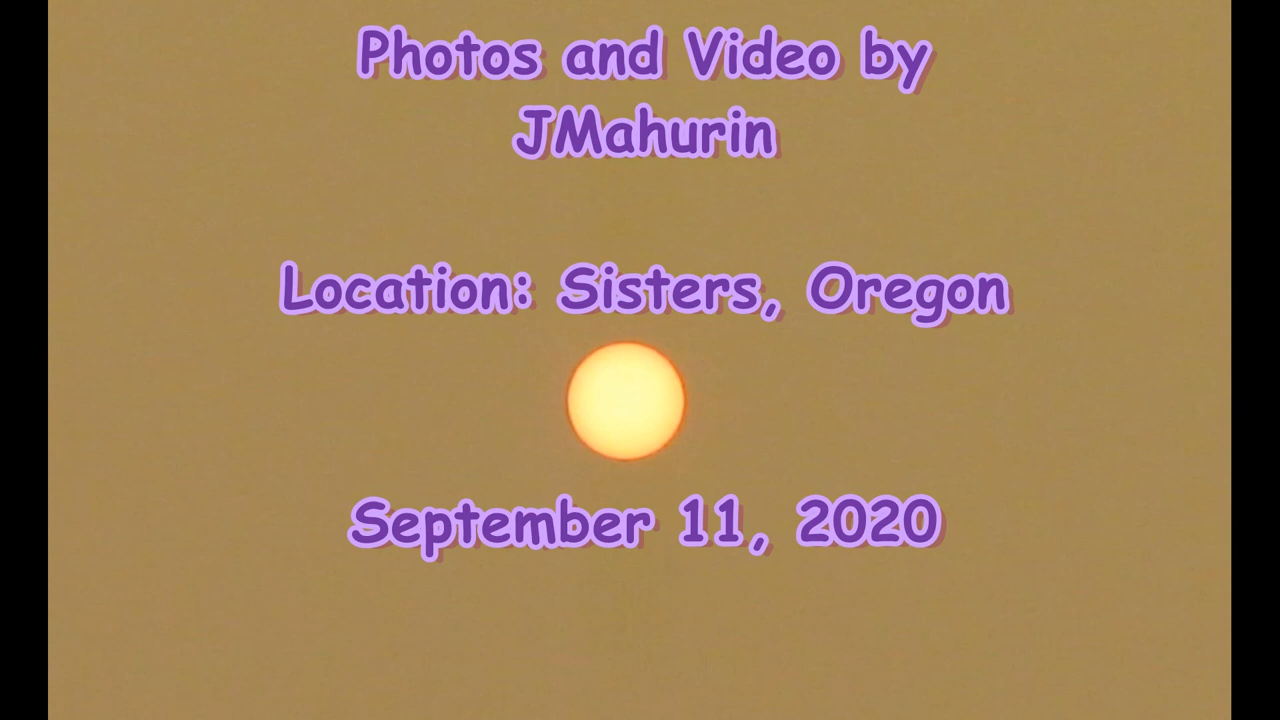 Photos and Video by
JMahurin
Location: Sisters, Oregon
September 11, 2020